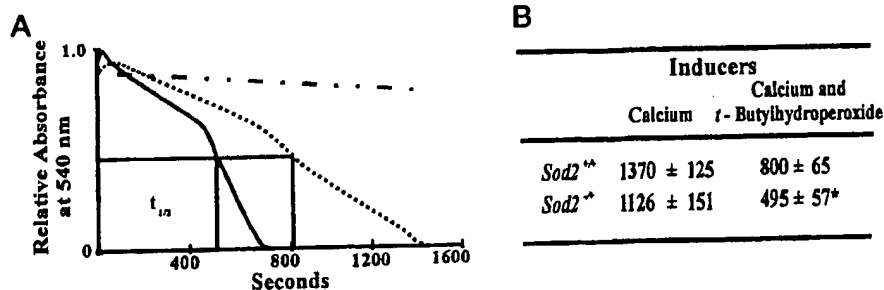 A
1.0
Relative Absorbance
at 540 nm
t1/2
0
400
800
1200
1600
Seconds
B
Inducers
Calcium
Calcium and
t - Butylhydroperoxide
Sod2 +/+ 1370 ± 125 800 ± 65
Sod2 -/+ 1126 ± 151 495 ± 57*